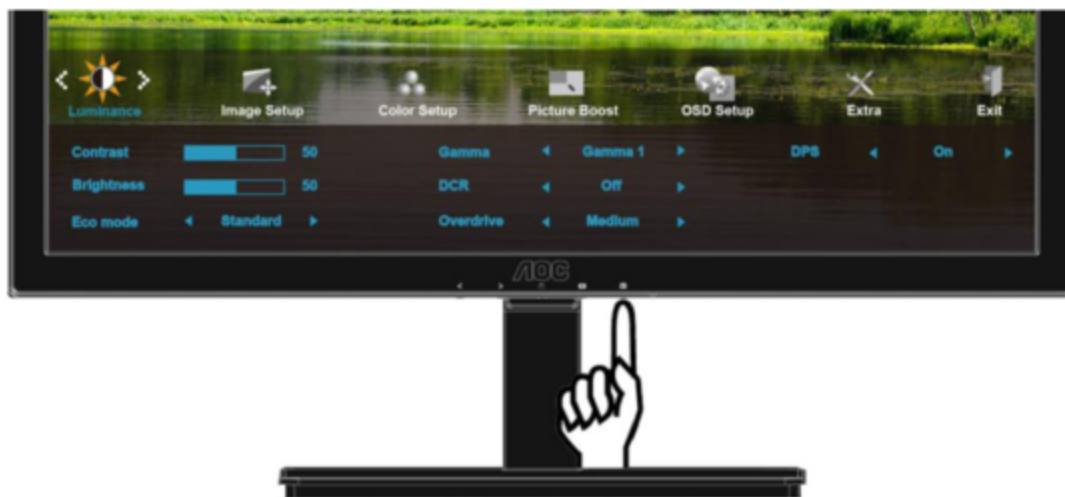 Luminance Image Setup Color Setup Picture Boost OSD Setup Extra Exit
Contrast 50 Gamma Gamma 1 DPS On
Brightness 50 DCR Off
Eco mode Standard Overdrive Medium
AOC